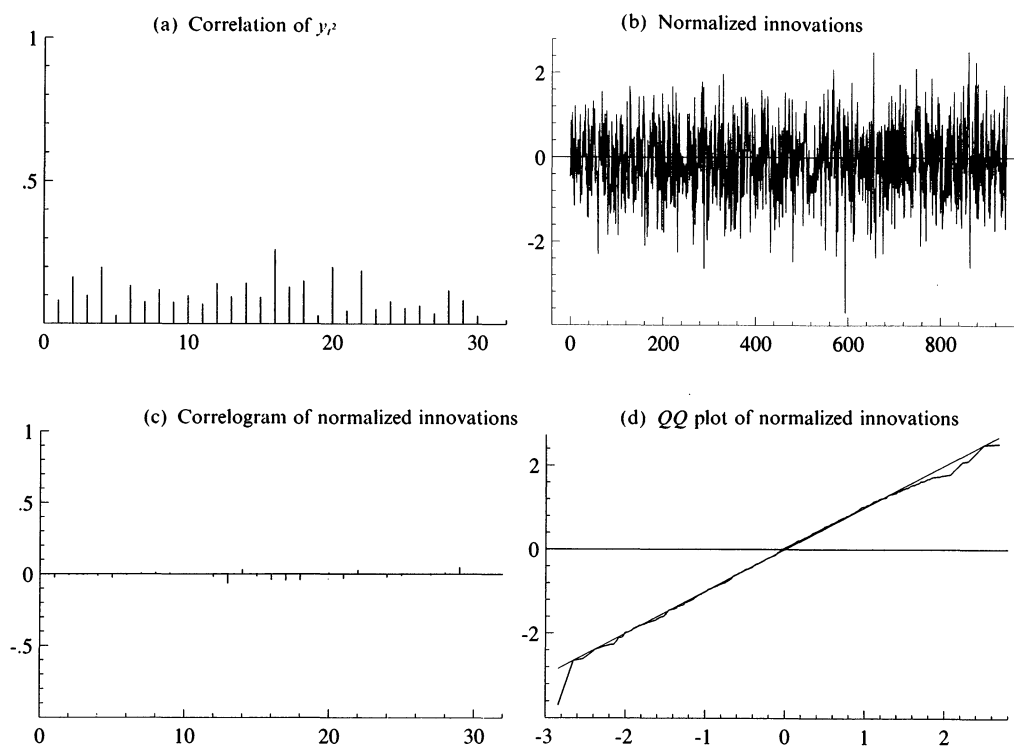 (a) Correlation of yₜ²
1
.5
0 10 20 30
(b) Normalized innovations
2
0
-2
0 200 400 600 800
(c) Correlogram of normalized innovations
1
.5
0
-.5
0 10 20 30
(d) QQ plot of normalized innovations
2
0
-2
-3 -2 -1 0 1 2